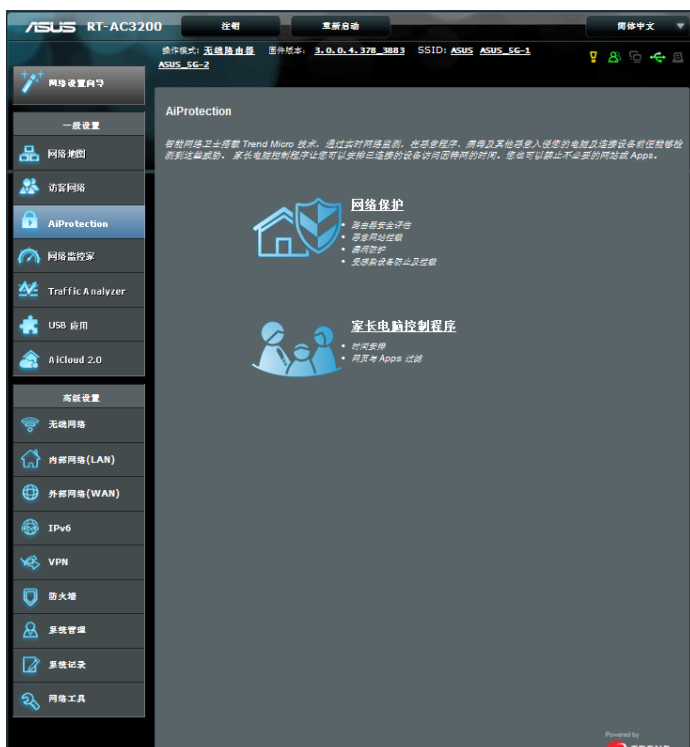 ASUS RT-AC3200 注销 重新启动 简体中文
操作模式: 无线路由器 固件版本: 3.0.0.4.378_3883 SSID: ASUS ASUS_5G-1
ASUS_5G-2
网络设置向导
一般设置
网络地图
访客网络
AiProtection
网络监控家
Traffic Analyzer
USB 应用
AiCloud 2.0
高级设置
无线网络
内部网络(LAN)
外部网络(WAN)
IPv6
VPN
防火墙
系统管理
系统记录
网络工具
AiProtection
智能网络卫士搭载 Trend Micro 技术，通过实时网络监测，在恶意程序、病毒及其他恶意入侵您的电脑及连接设备前便能够检
测到这些威胁。 家长电脑控制程序让您可以安排已连接的设备访问因特网的时间。您也可以禁止不必要的网站或 Apps。
网络保护
路由器安全评估
恶意网站拦截
漏洞防护
受感染设备防止及拦截
家长电脑控制程序
时间安排
网页与 Apps 过滤
Powered by
TREND